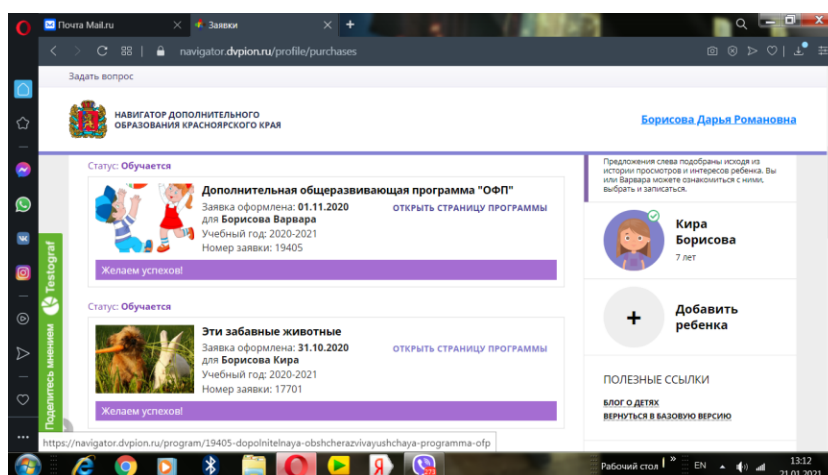 Почта Mail.ru
Заявки
navigator.dvpion.ru/profile/purchases
Задать вопрос
НАВИГАТОР ДОПОЛНИТЕЛЬНОГО
ОБРАЗОВАНИЯ КРАСНОЯРСКОГО КРАЯ
Борисова Дарья Романовна
Статус: Обучается
Дополнительная общеразвивающая программа "ОФП"
Заявка оформлена: 01.11.2020
для Борисова Варвара
Учебный год: 2020-2021
Номер заявки: 19405
ОТКРЫТЬ СТРАНИЦУ ПРОГРАММЫ
Желаем успехов!
Статус: Обучается
Эти забавные животные
Заявка оформлена: 31.10.2020
для Борисова Кира
Учебный год: 2020-2021
Номер заявки: 17701
ОТКРЫТЬ СТРАНИЦУ ПРОГРАММЫ
Желаем успехов!
Предложения слева подобраны исходя из
истории просмотров и интересов ребенка. Вы
или Варвара можете ознакомиться с ними,
выбрать и записаться.
Кира
Борисова
7 лет
Добавить
ребенка
ПОЛЕЗНЫЕ ССЫЛКИ
БЛОГ О ДЕТЯХ
ВЕРНУТЬСЯ В БАЗОВУЮ ВЕРСИЮ
Поделитесь мнением Testograf
https://navigator.dvpion.ru/program/19405-dopolnitelnaya-obshcherazvivayushchaya-programma-ofp
Рабочий стол
EN
13:12
21.01.2021